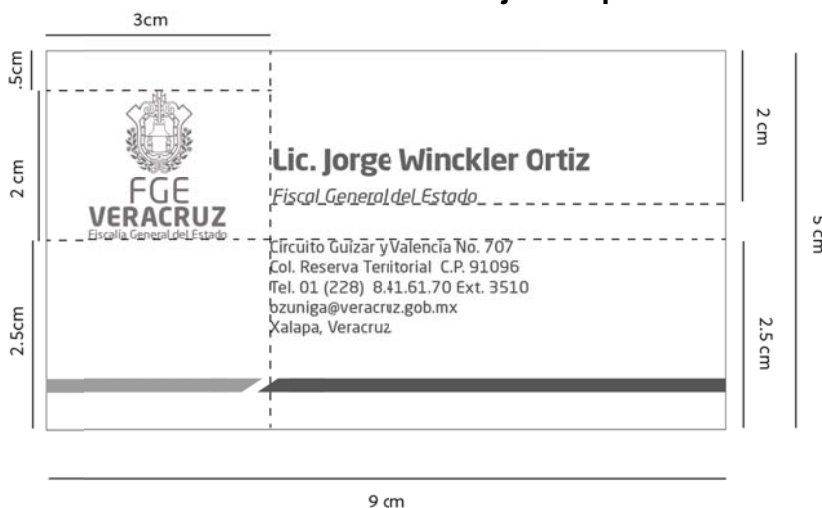 3cm
.5cm
2 cm
2.5cm
FGE
VERACRUZ
Fiscalía General del Estado
Lic. Jorge Winckler Ortiz
Fiscal General del Estado
Circuito Guízar y Valencia No. 707
Col. Reserva Territorial C.P. 91096
Tel. 01 (228) 8.41.61.70 Ext. 3510
ozuniga@veracruz.gob.mx
Xalapa, Veracruz
2 cm
2.5 cm
5 cm
9 cm